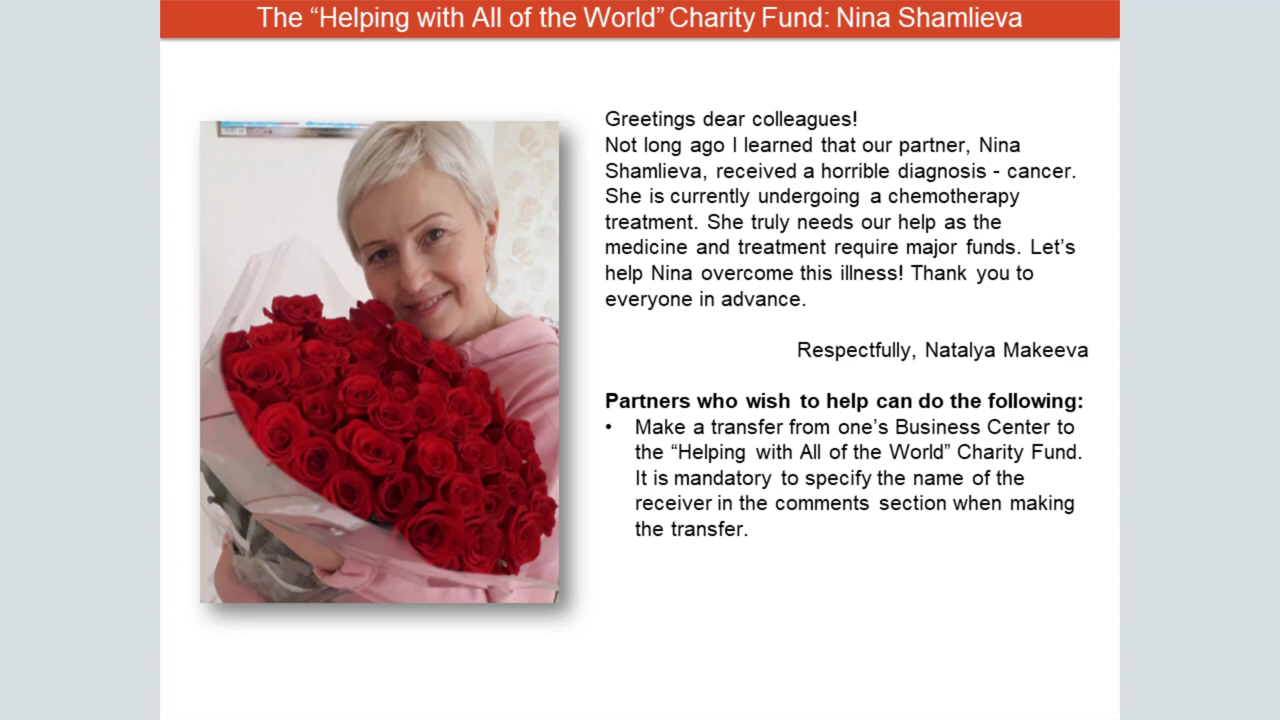 The “Helping with All of the World” Charity Fund: Nina Shamlieva
Greetings dear colleagues!
Not long ago I learned that our partner, Nina
Shamlieva, received a horrible diagnosis - cancer.
She is currently undergoing a chemotherapy
treatment. She truly needs our help as the
medicine and treatment require major funds. Let’s
help Nina overcome this illness! Thank you to
everyone in advance.
Respectfully, Natalya Makeeva
Partners who wish to help can do the following:
• Make a transfer from one’s Business Center to
the “Helping with All of the World” Charity Fund.
It is mandatory to specify the name of the
receiver in the comments section when making
the transfer.